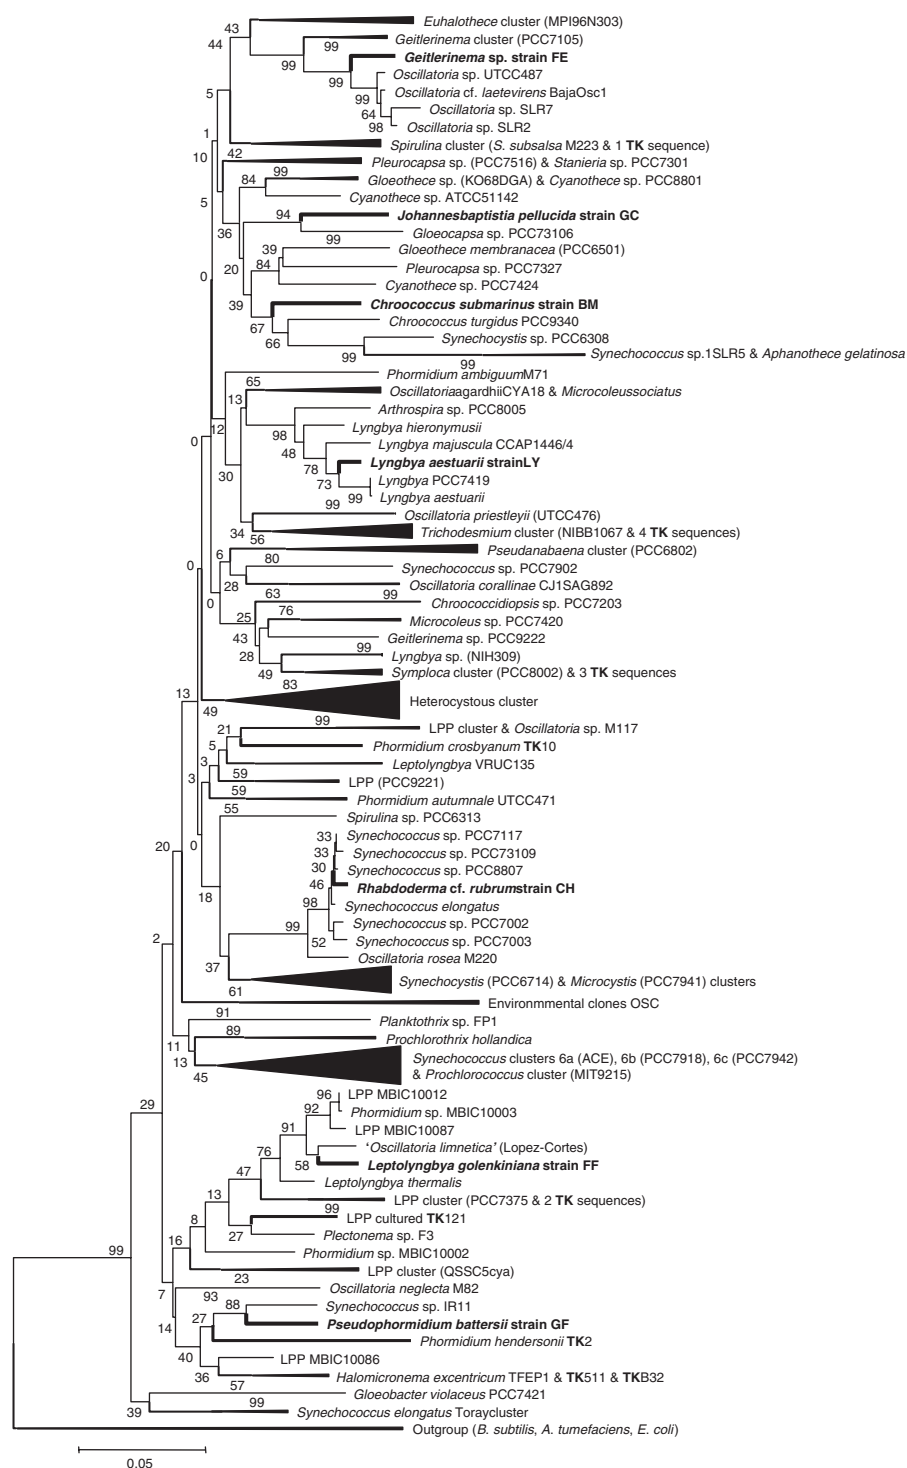 43
Euhalothece cluster (MPI96N303)
44
Geitlerinema cluster (PCC7105)
99
99
Geitlerinema sp. strain FE
Oscillatoria sp. UTCC487
99
Oscillatoria cf. laetevirens BajaOsc1
5
99
Oscillatoria sp. SLR7
64
98
Oscillatoria sp. SLR2
1
Spirulina cluster (S. subsalsa M223 & 1 TK sequence)
10
42
Pleurocapsa sp. (PCC7516) & Stanieria sp. PCC7301
99
84
Gloeothece sp. (KO68DGA) & Cyanothece sp. PCC8801
Cyanothece sp. ATCC51142
5
94
Johannesbaptistia pellucida strain GC
36
Gloeocapsa sp. PCC73106
99
39
Gloeothece membranacea (PCC6501)
20
84
Pleurocapsa sp. PCC7327
0
Cyanothece sp. PCC7424
39
Chroococcus submarinus strain BM
67
Chroococcus turgidus PCC9340
66
Synechocystis sp. PCC6308
99
Synechococcus sp.1SLR5 & Aphanothece gelatinosa
99
Phormidium ambiguumM71
65
OscillatoriaagardhiiCYA18 & Microcoleussociatus
13
Arthrospira sp. PCC8005
12
Lyngbya hieronymusii
98
0
Lyngbya majuscula CCAP1446/4
48
Lyngbya aestuarii strainLY
78
30
Lyngbya PCC7419
73
99
Lyngbya aestuarii
99
Oscillatoria priestleyii (UTCC476)
34
Trichodesmium cluster (NIBB1067 & 4 TK sequences)
56
6
Pseudanabaena cluster (PCC6802)
80
0
Synechococcus sp. PCC7902
28
Oscillatoria corallinae CJ1SAG892
63
99
0
Chroococcidiopsis sp. PCC7203
76
25
Microcoleus sp. PCC7420
43
Geitlerinema sp. PCC9222
99
28
Lyngbya sp. (NIH309)
49
Symploca cluster (PCC8002) & 3 TK sequences
83
13
Heterocystous cluster
49
99
21
LPP cluster & Oscillatoria sp. M117
5
Phormidium crosbyanum TK10
3
Leptolyngbya VRUC135
59
3
LPP (PCC9221)
59
Phormidium autumnale UTCC471
55
Spirulina sp. PCC6313
33
Synechococcus sp. PCC7117
20
0
33
Synechococcus sp. PCC73109
30
Synechococcus sp. PCC8807
46
Rhabdoderma cf. rubrumstrain CH
18
98
Synechococcus elongatus
99
Synechococcus sp. PCC7002
52
Synechococcus sp. PCC7003
2
Oscillatoria rosea M220
37
Synechocystis (PCC6714) & Microcystis (PCC7941) clusters
61
Environmmental clones OSC
91
Planktothrix sp. FP1
89
Prochlorothrix hollandica
11
13
Synechococcus clusters 6a (ACE), 6b (PCC7918), 6c (PCC7942)
45
& Prochlorococcus cluster (MIT9215)
96
LPP MBIC10012
29
92
Phormidium sp. MBIC10003
91
LPP MBIC10087
76
'Oscillatoria limnetica' (Lopez-Cortes)
58
Leptolyngbya golenkiniana strain FF
47
Leptolyngbya thermalis
13
LPP cluster (PCC7375 & 2 TK sequences)
99
8
LPP cultured TK121
27
Plectonema sp. F3
16
99
Phormidium sp. MBIC10002
LPP cluster (QSSC5cya)
23
7
93
Oscillatoria neglecta M82
88
Synechococcus sp. IR11
27
14
Pseudophormidium battersii strain GF
Phormidium hendersonii TK2
40
LPP MBIC10086
36
Halomicronema excentricum TFEP1 & TK511 & TKB32
57
Gloeobacter violaceus PCC7421
99
39
Synechococcus elongatus Toraycluster
Outgroup (B. subtilis, A. tumefaciens, E. coli)
0.05